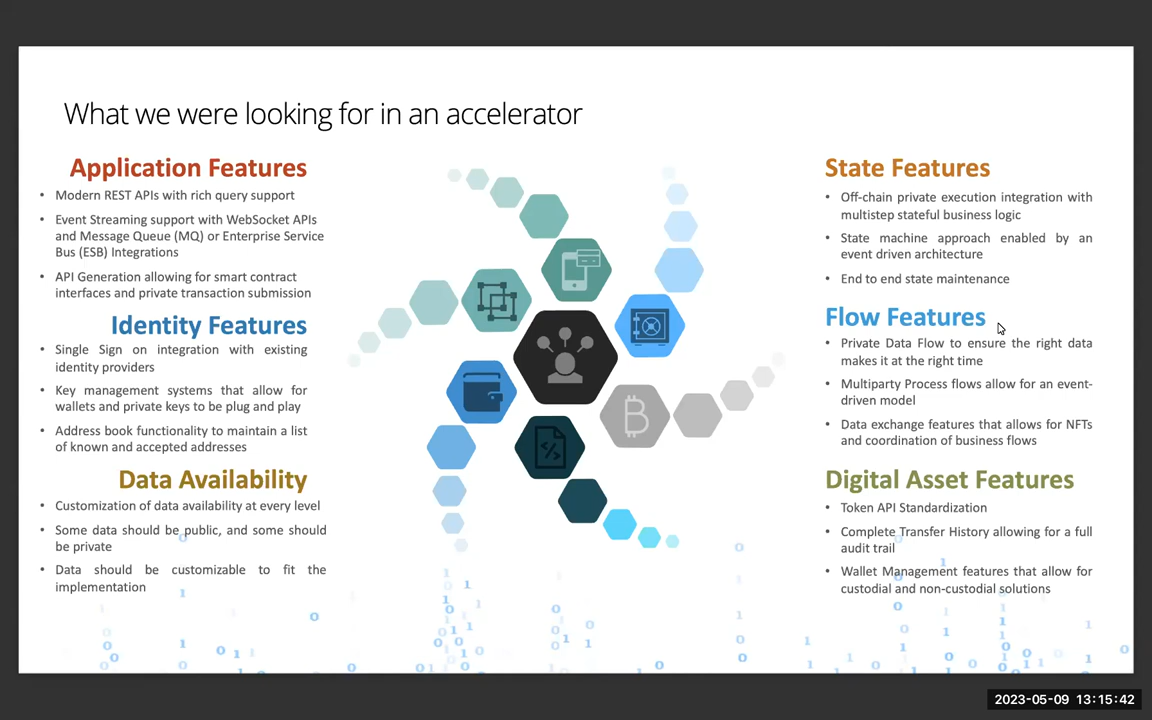 What we were looking for in an accelerator
Application Features
• Modern REST APIs with rich query support
• Event Streaming support with WebSocket APIs
and Message Queue (MQ) or Enterprise Service
Bus (ESB) Integrations
• API Generation allowing for smart contract
interfaces and private transaction submission
Identity Features
• Single Sign on integration with existing
identity providers
• Key management systems that allow for
wallets and private keys to be plug and play
• Address book functionality to maintain a list
of known and accepted addresses
Data Availability
• Customization of data availability at every level
• Some data should be public, and some should
be private
• Data should be customizable to fit the
implementation
State Features
• Off-chain private execution integration with
multistep stateful business logic
• State machine approach enabled by an
event driven architecture
• End to end state maintenance
Flow Features
• Private Data Flow to ensure the right data
makes it at the right time
• Multiparty Process flows allow for an event-
driven model
• Data exchange features that allows for NFTs
and coordination of business flows
Digital Asset Features
• Token API Standardization
• Complete Transfer History allowing for a full
audit trail
• Wallet Management features that allow for
custodial and non-custodial solutions
2023-05-09 13:15:42